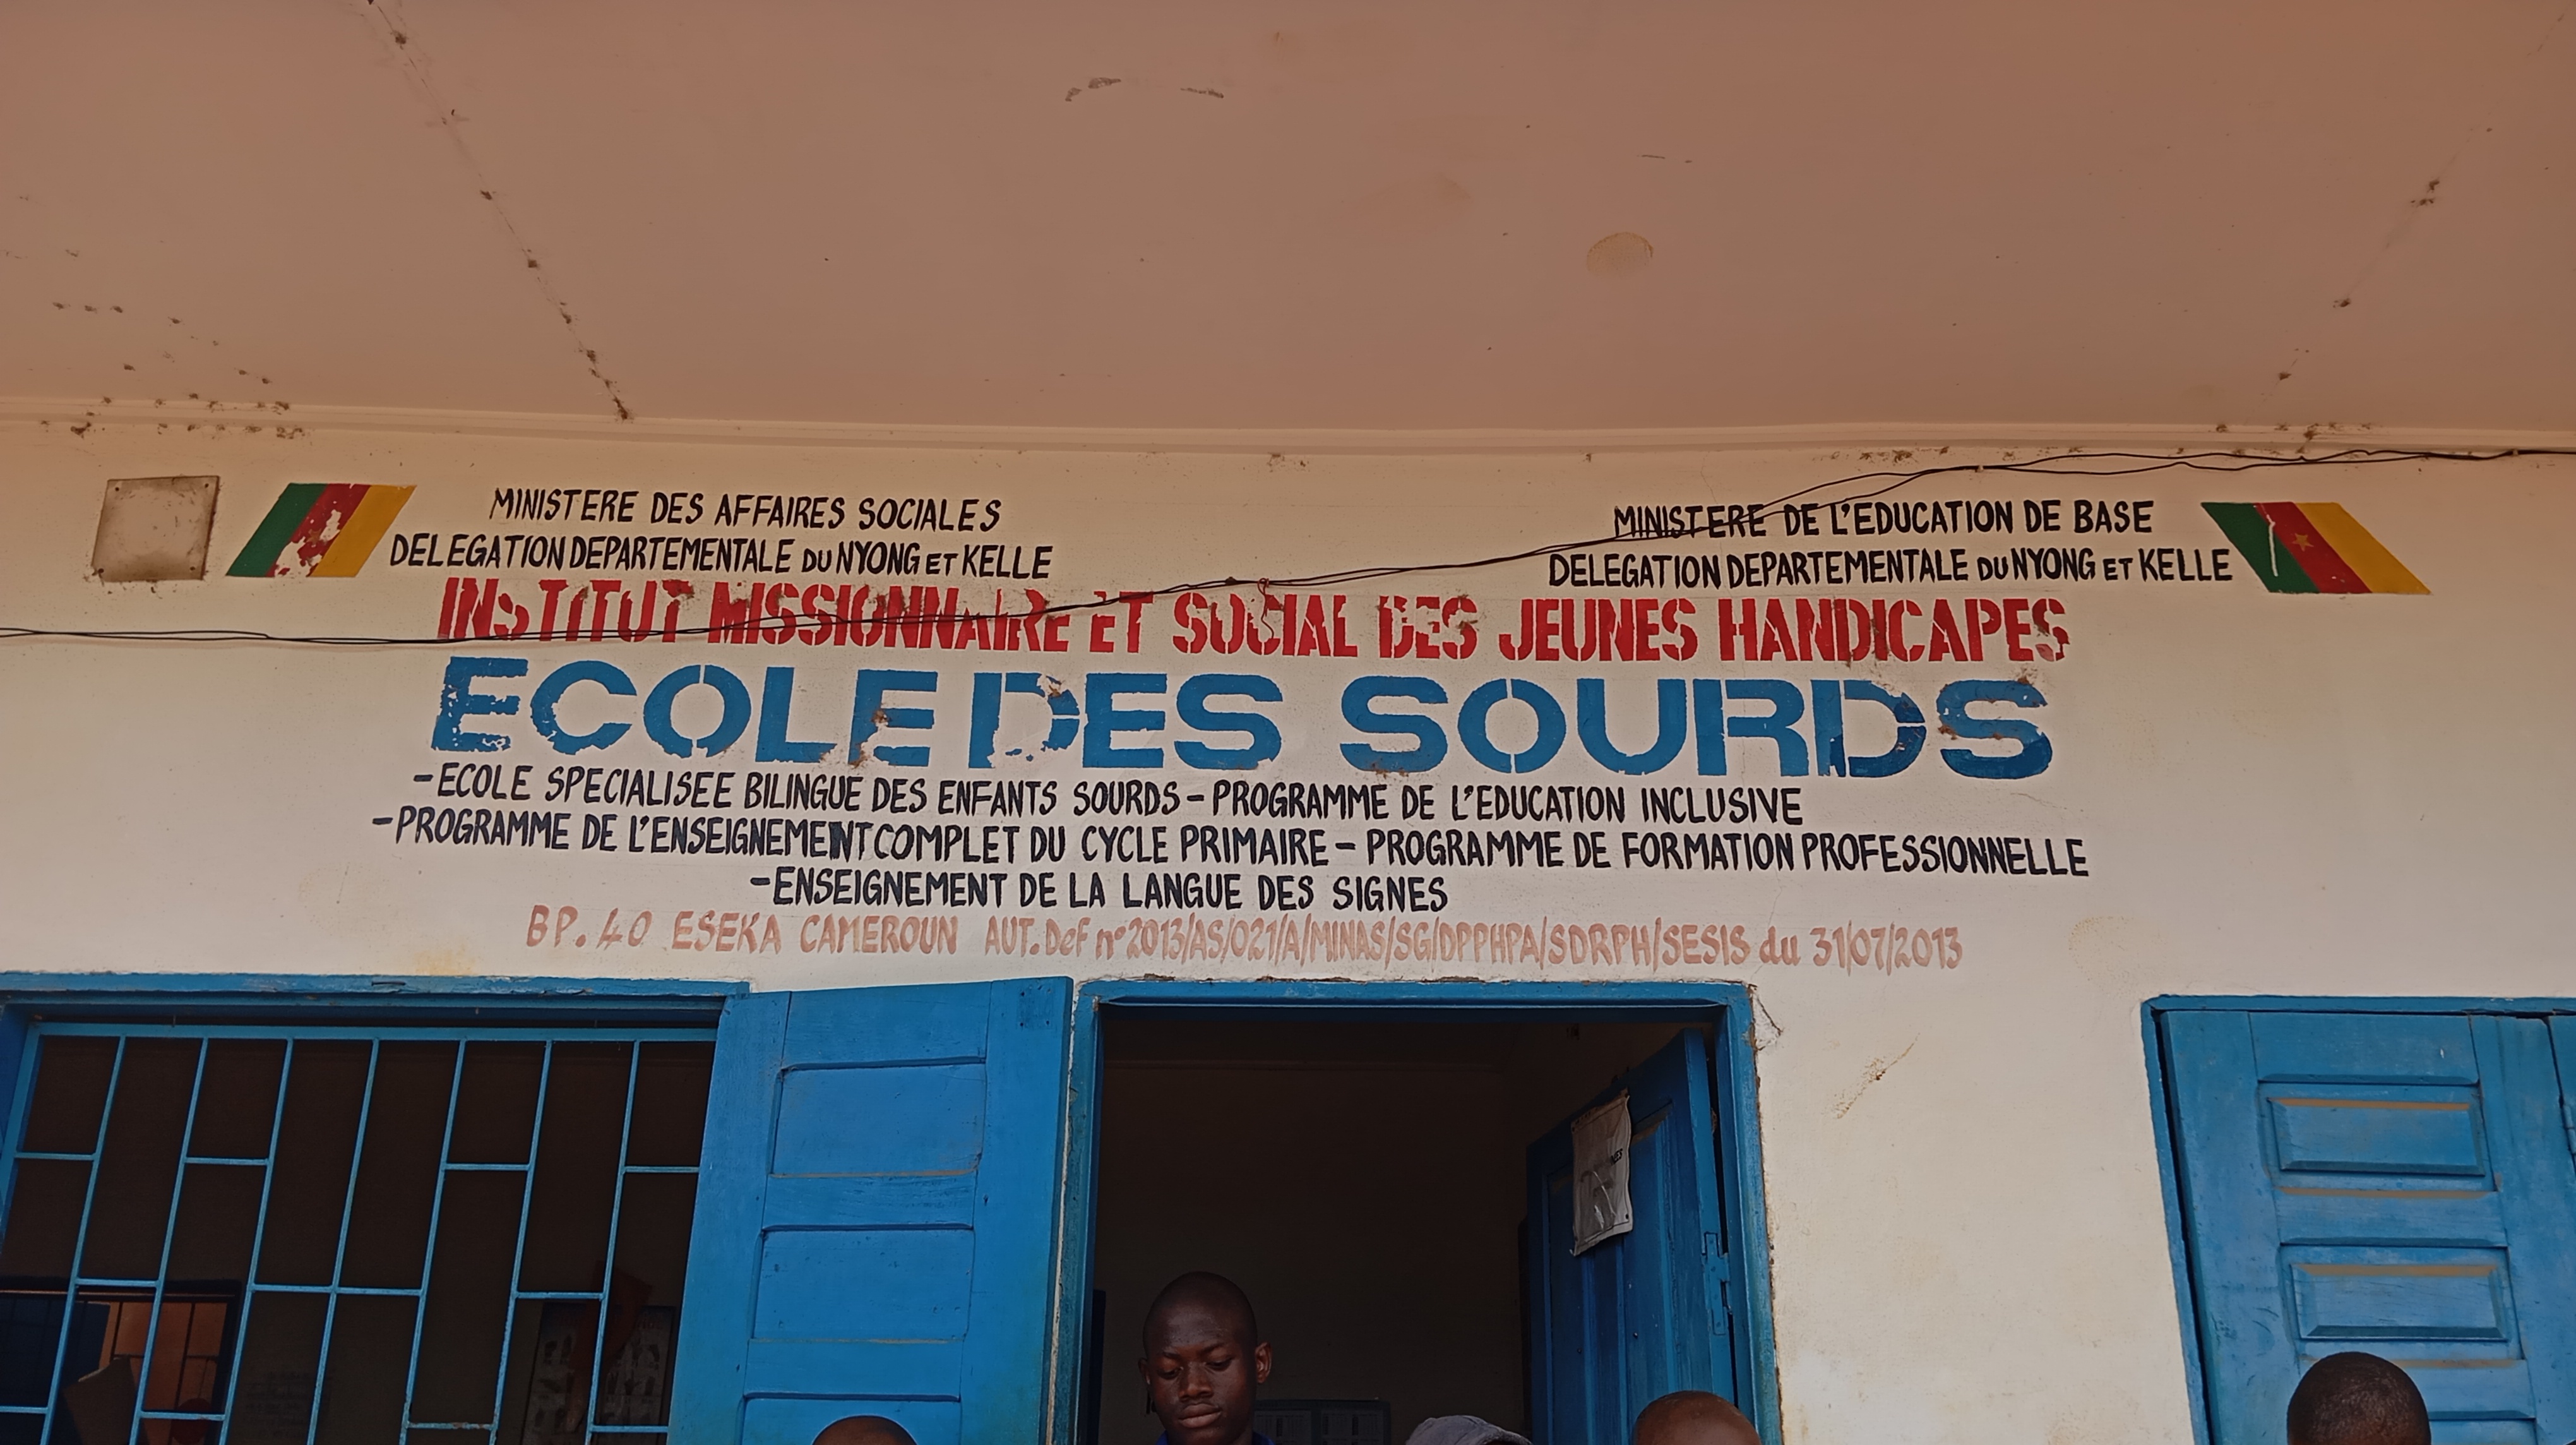 MINISTERE DES AFFAIRES SOCIALES
DELEGATION DEPARTEMENTALE DU NYONG ET KELLE
MINISTERE DE L'EDUCATION DE BASE
DELEGATION DEPARTEMENTALE DU NYONG ET KELLE
INSTITUT MISSIONNAIRE ET SOCIAL DES JEUNES HANDICAPES
ECOLE DES SOURDS
-ECOLE SPECIALISEE BILINGUE DES ENFANTS SOURDS-PROGRAMME DE L'EDUCATION INCLUSIVE
-PROGRAMME DE L'ENSEIGNEMENT COMPLET DU CYCLE PRIMAIRE-PROGRAMME DE FORMATION PROFESSIONNELLE
-ENSEIGNEMENT DE LA LANGUE DES SIGNES
BP. 40 ESEKA CAMEROUN AUT. Def n° 2013/AS/021/A/MINAS/SG/DPPHPA/SDRPH/SESIS du 31/07/2013